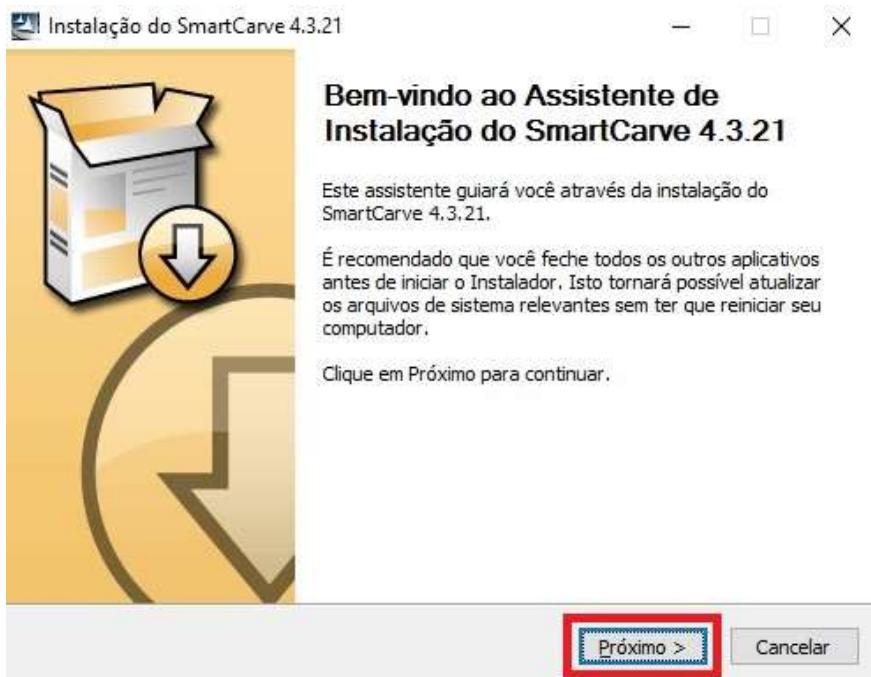 Instalação do SmartCarve 4.3.21
Bem-vindo ao Assistente de
Instalação do SmartCarve 4.3.21
Este assistente guiará você através da instalação do
SmartCarve 4.3.21.
É recomendado que você feche todos os outros aplicativos
antes de iniciar o Instalador. Isto tornará possível atualizar
os arquivos de sistema relevantes sem ter que reiniciar seu
computador.
Clique em Próximo para continuar.
Próximo >
Cancelar